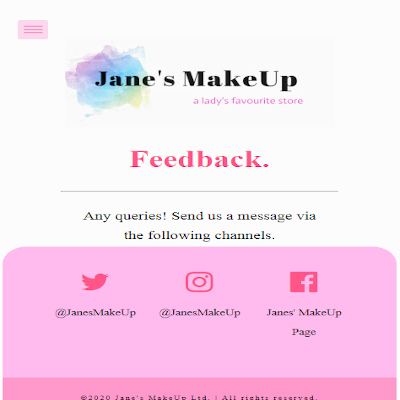 Jane's MakeUp
a lady's favourite store
Feedback.
Any queries! Send us a message via
the following channels.
@JanesMakeUp
@JanesMakeUp
Janes' MakeUp
Page
©2020 Jane's MakeUp Ltd. | All rights reserved.